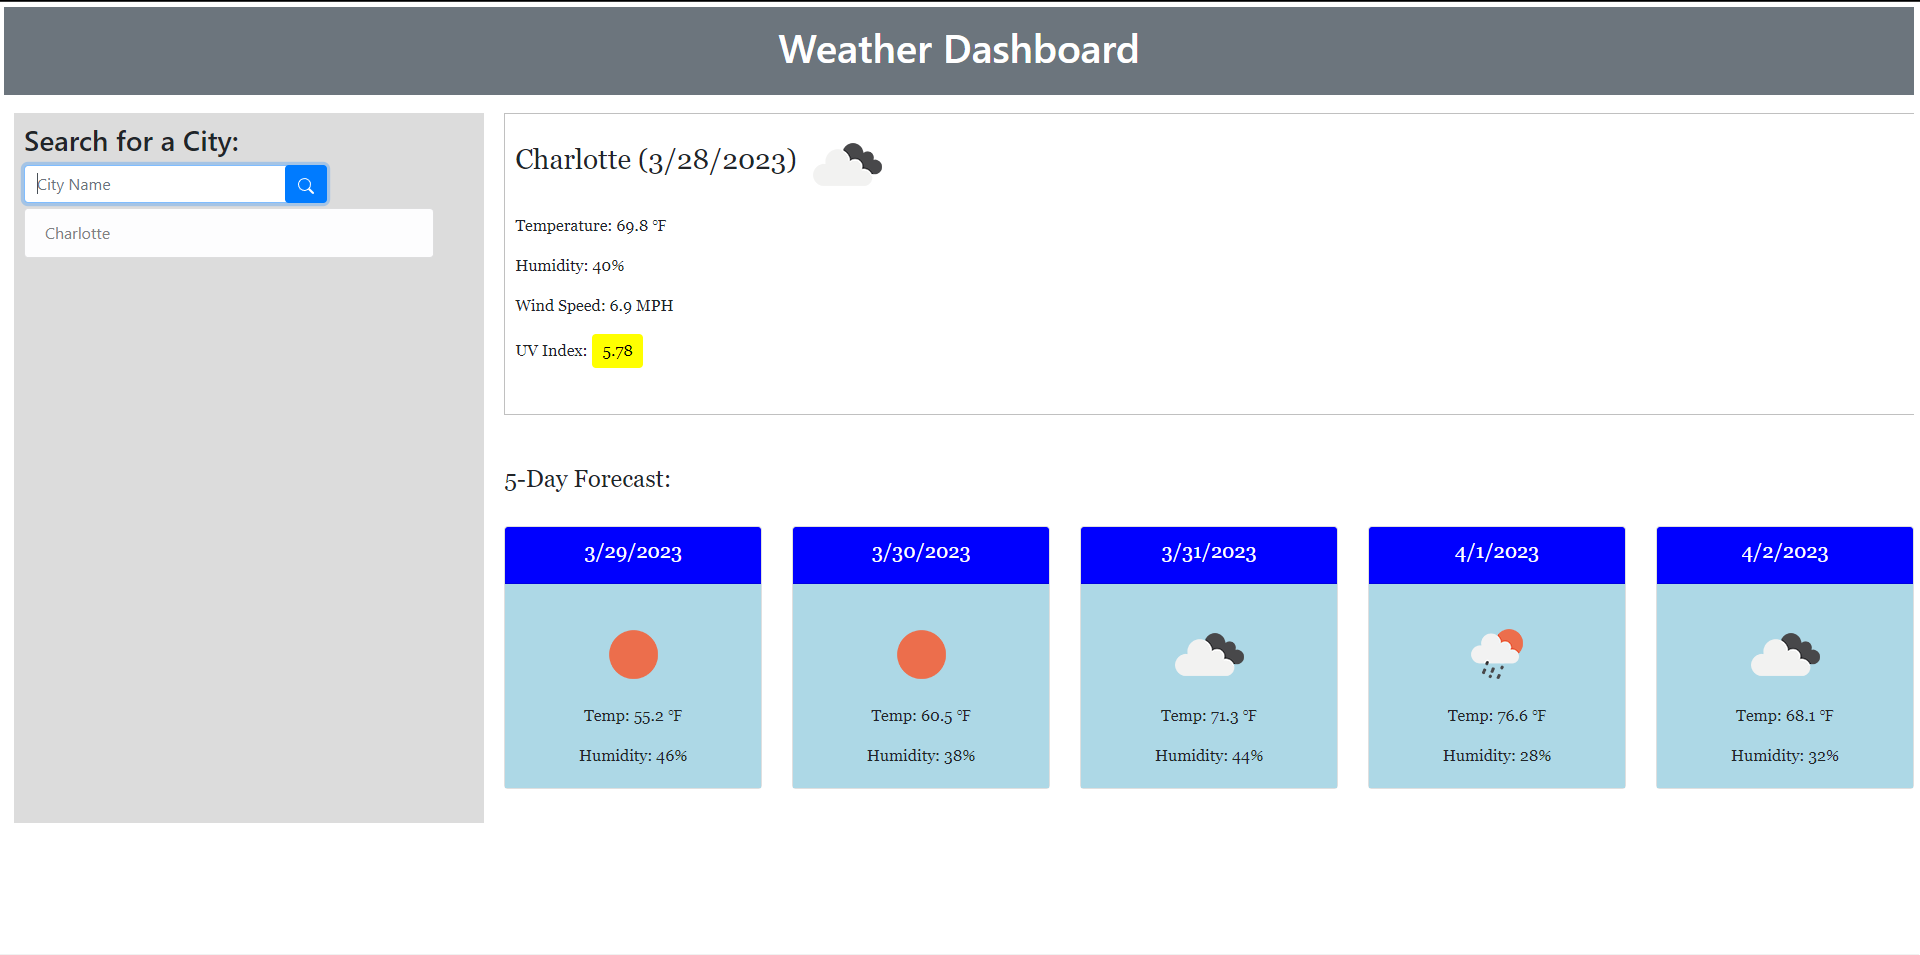 Weather Dashboard
Search for a City:
City Name
Charlotte
Charlotte (3/28/2023)
Temperature: 69.8 °F
Humidity: 40%
Wind Speed: 6.9 MPH
UV Index: 5.78
5-Day Forecast:
3/29/2023
Temp: 55.2 °F
Humidity: 46%
3/30/2023
Temp: 60.5 °F
Humidity: 38%
3/31/2023
Temp: 71.3 °F
Humidity: 44%
4/1/2023
Temp: 76.6 °F
Humidity: 28%
4/2/2023
Temp: 68.1 °F
Humidity: 32%